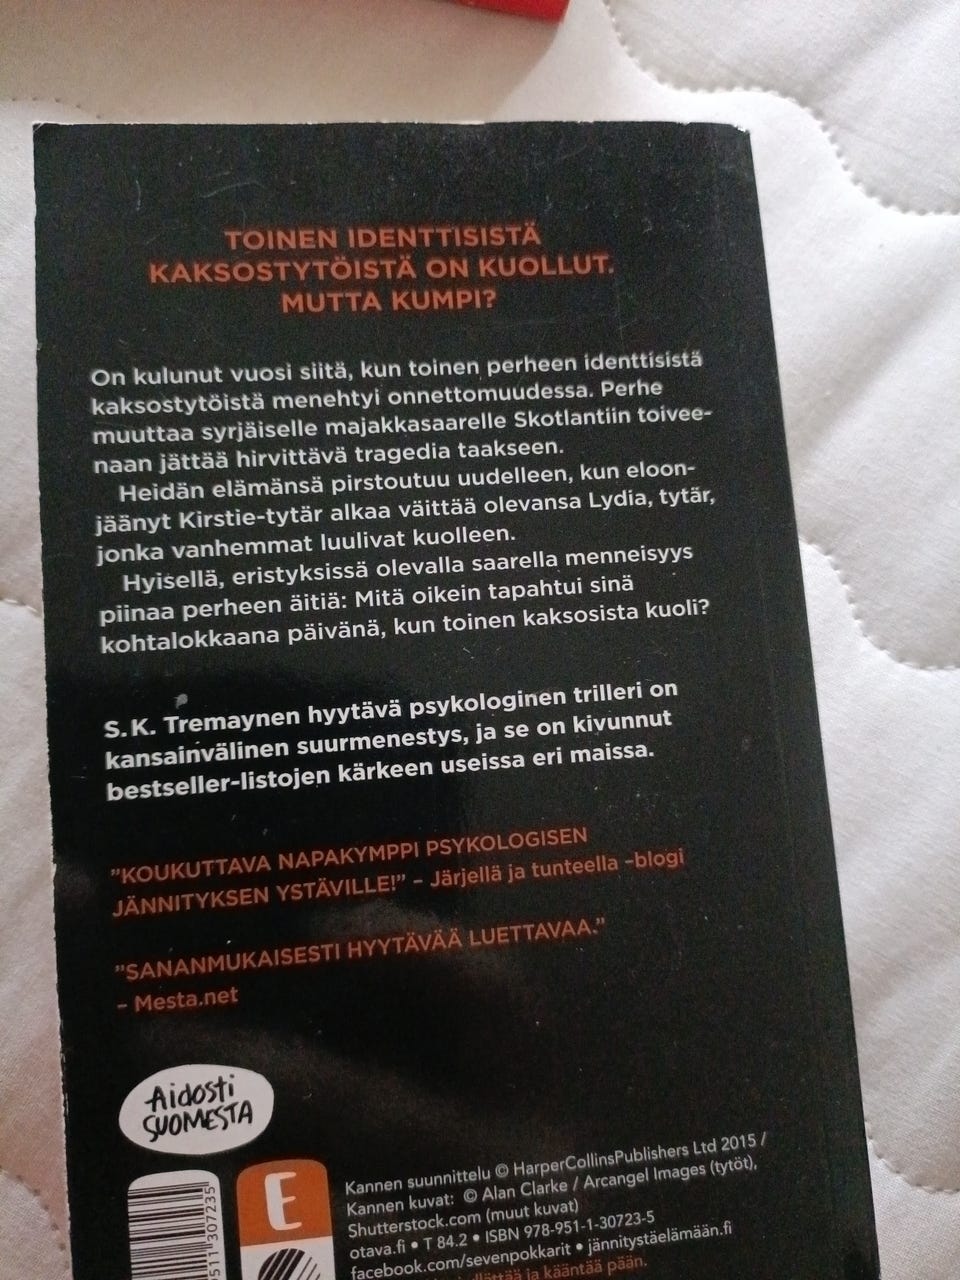 TOINEN IDENTTISISTÄ
KAKSOSTYTÖISTÄ ON KUOLLUT.
MUTTA KUMPI?
On kulunut vuosi siitä, kun toinen perheen identtisistä
kaksostytöistä menehtyi onnettomuudessa. Perhe
muuttaa syrjäiselle majakkasaarelle Skotlantiin toivee-
naan jättää hirvittävä tragedia taakseen.
Heidän elämänsä pirstoutuu uudelleen, kun eloon-
jäänyt Kirstie-tytär alkaa väittää olevansa Lydia, tytär,
jonka vanhemmat luulivat kuolleen.
Hyisellä, eristyksissä olevalla saarella menneisyys
piinaa perheen äitiä: Mitä oikein tapahtui sinä
kohtalokkaana päivänä, kun toinen kaksosista kuoli?
S.K. Tremaynen hyytävä psykologinen trilleri on
kansainvälinen suurmenestys, ja se on kivunnut
bestseller-listojen kärkeen useissa eri maissa.
"KOUKUTTAVA NAPAKYMPPI PSYKOLOGISEN
JÄNNITYKSEN YSTÄVILLE!" – Järjellä ja tunteella -blogi
"SANANMUKAISESTI HYYTÄVÄÄ LUETTAVAA."
– Mesta.net
Aidosti
SUOMESTA
E
Kannen suunnittelu © HarperCollinsPublishers Ltd 2015 /
Kannen kuvat: © Alan Clarke / Arcangel Images (tytöt),
Shutterstock.com (muut kuvat)
otava.fi • T 84.2 • ISBN 978-951-1-30723-5
facebook.com/sevenpokkarit • jännitystäelämään.fi
ja kääntää pään.
511307235